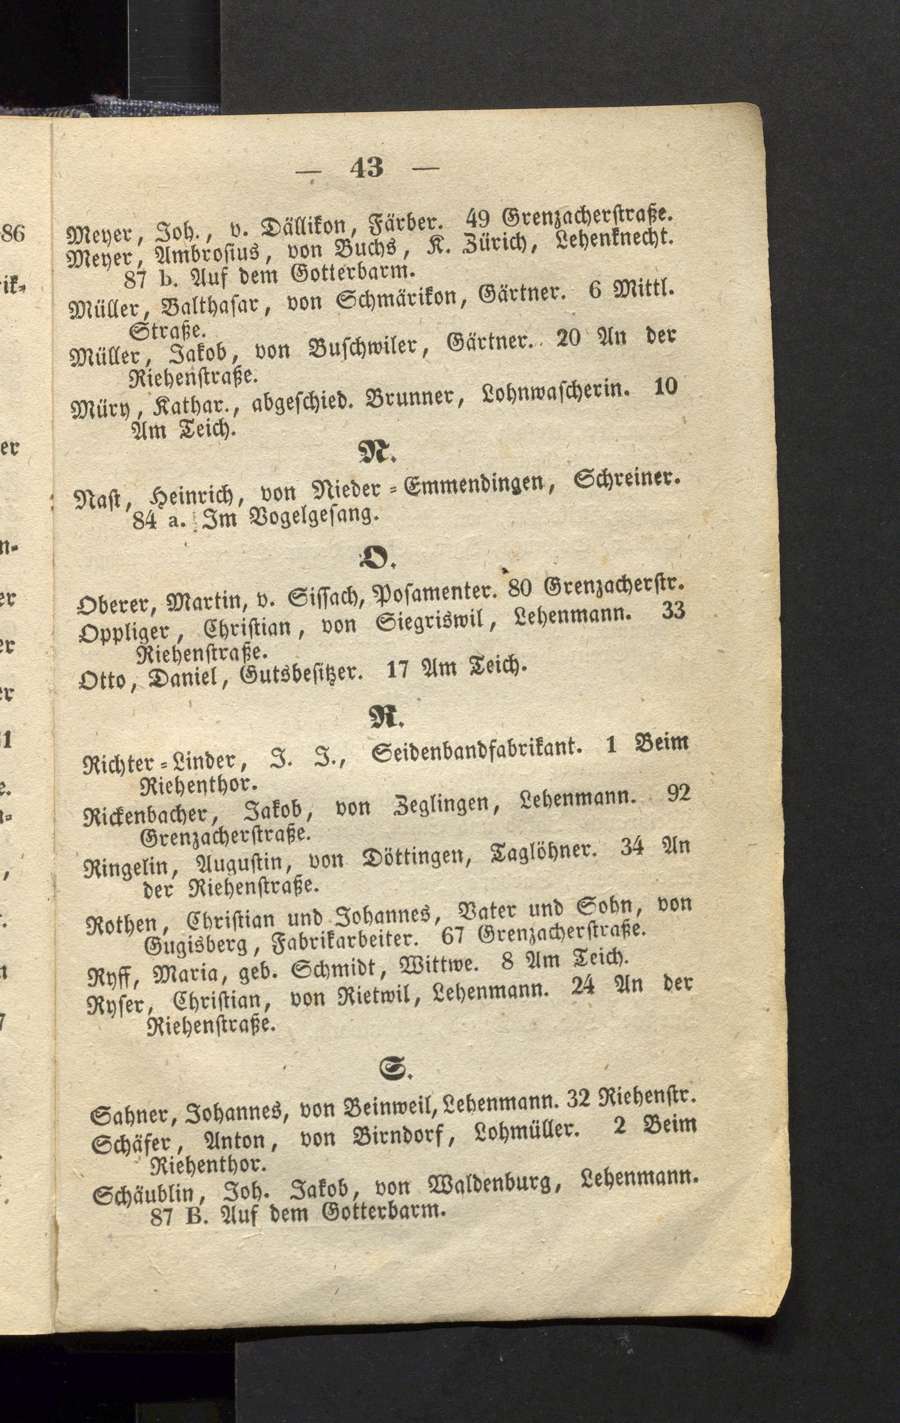 — 43 —
Meyer, Joh., v. Dällikon, Färber. 49 Grenzacherstraße.
Meyer, Ambrosius, von Buchs, K. Zürich, Lehenknecht.
87 b. Auf dem Gotterbarm.
Müller, Balthasar, von Schmärikon, Gärtner. 6 Mittl.
Straße.
Müller, Jakob, von Buschwiler, Gärtner. 20 An der
Riehenstraße.
Müry, Kathar., abgeschied. Brunner, Lohnwascherin. 10
Am Teich.
N.
Nast, Heinrich, von Nieder-Emmendingen, Schreiner.
84 a. Im Vogelgesang.
O.
Oberer, Martin, v. Sissach, Posamenter. 80 Grenzacherstr.
Oppliger, Christian, von Siegriswil, Lehenmann. 33
Riehenstraße.
Otto, Daniel, Gutsbesitzer. 17 Am Teich.
R.
Richter-Linder, J. J., Seidenbandfabrikant. 1 Beim
Riehenthor.
Rickenbacher, Jakob, von Zeglingen, Lehenmann. 92
Grenzacherstraße.
Ringelin, Augustin, von Döttingen, Taglöhner. 34 An
der Riehenstraße.
Rothen, Christian und Johannes, Vater und Sohn, von
Gugisberg, Fabrikarbeiter. 67 Grenzacherstraße.
Ryff, Maria, geb. Schmidt, Wittwe. 8 Am Teich.
Ryser, Christian, von Rietwil, Lehenmann. 24 An der
Riehenstraße.
S.
Sahner, Johannes, von Beinweil, Lehenmann. 32 Riehenstr.
Schäfer, Anton, von Birndorf, Lohmüller. 2 Beim
Riehenthor.
Schäublin, Joh. Jakob, von Waldenburg, Lehenmann.
87 B. Auf dem Gotterbarm.